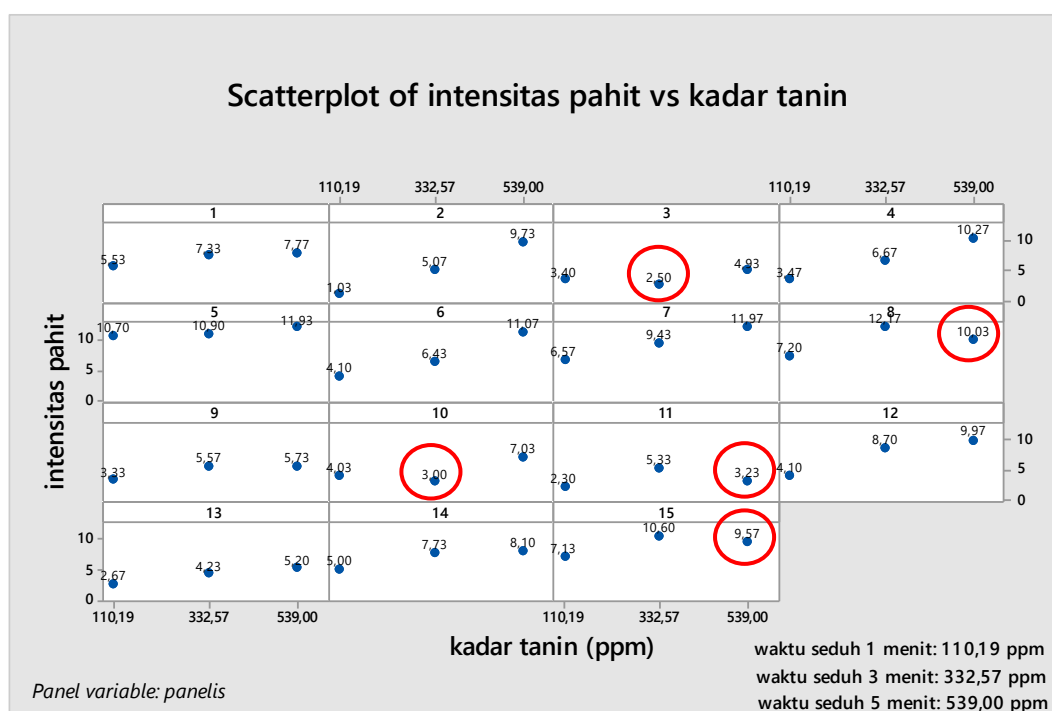 Scatterplot of intensitas pahit vs kadar tanin
110,19 332,57 539,00 110,19 332,57 539,00
1 2 3 4
5,53 7,33 7,77 1,03 5,07 9,73 3,40 2,50 4,93 3,47 6,67 10,27
10
5
0
5 6 7 8
10,70 10,90 11,93 4,10 6,43 11,07 6,57 9,43 11,97 7,20 12,17 10,03
10
5
0
intensitas pahit
9 10 11 12
3,33 5,57 5,73 4,03 3,00 7,03 2,30 5,33 3,23 4,10 8,70 9,97
10
5
0
13 14 15
2,67 4,23 5,20 5,00 7,73 8,10 7,13 10,60 9,57
10
5
0
110,19 332,57 539,00 110,19 332,57 539,00
kadar tanin (ppm)
waktu seduh 1 menit: 110,19 ppm
waktu seduh 3 menit: 332,57 ppm
waktu seduh 5 menit: 539,00 ppm
Panel variable: panelis